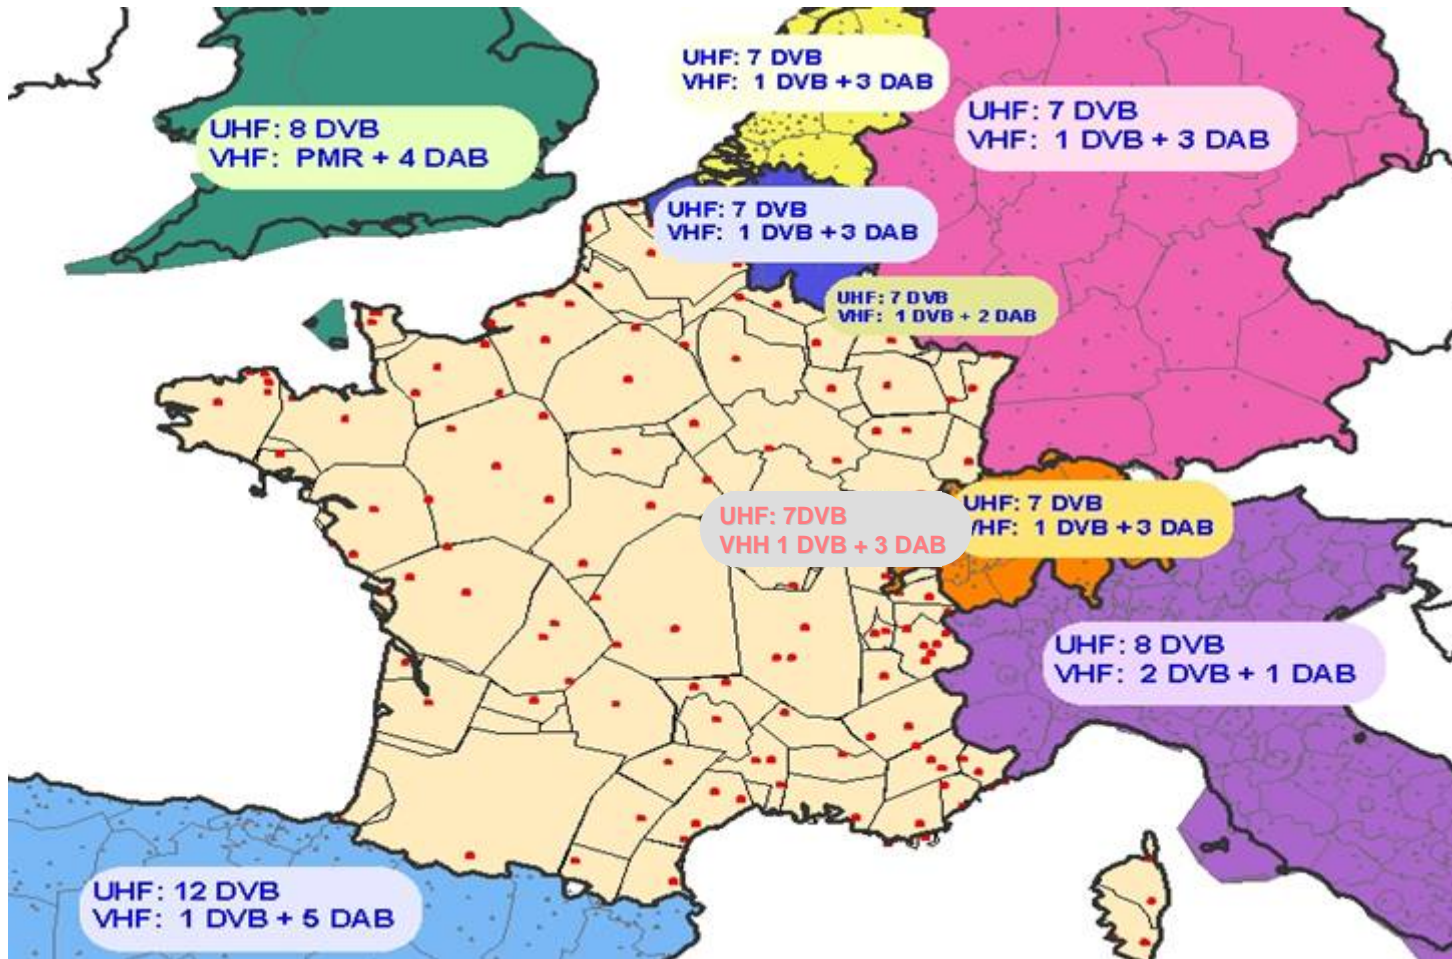 UHF: 7 DVB
VHF: 1 DVB + 3 DAB
UHF: 7 DVB
VHF: 1 DVB + 3 DAB
UHF: 8 DVB
VHF: PMR + 4 DAB
UHF: 7 DVB
VHF: 1 DVB + 3 DAB
UHF: 7 DVB
VHF: 1 DVB + 2 DAB
UHF: 7 DVB
VHF: 1 DVB + 3 DAB
UHF: 7DVB
VHH 1 DVB + 3 DAB
UHF: 8 DVB
VHF: 2 DVB + 1 DAB
UHF: 12 DVB
VHF: 1 DVB + 5 DAB